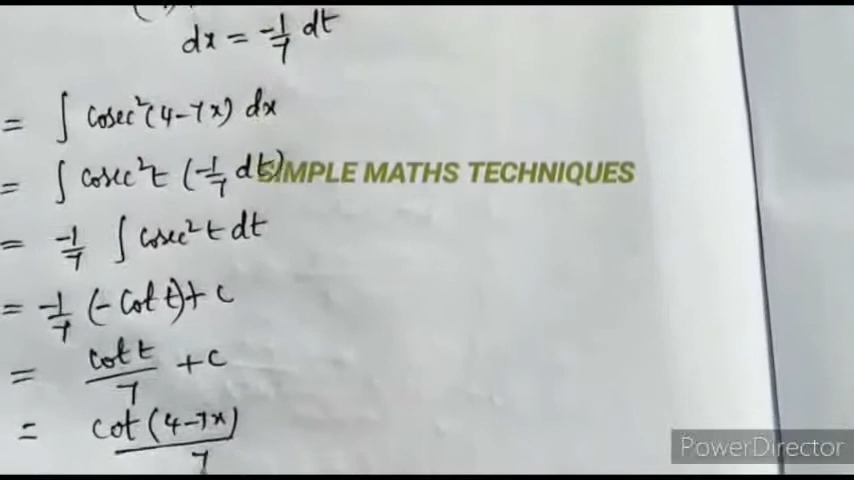 dx = -1/7 dt
= ∫ Cosec²(4-7x) dx
= ∫ cosec²t (-1/7 dt)
SIMPLE MATHS TECHNIQUES
= -1/7 ∫ cosec²t dt
= -1/7 (-cot t)+c
= cot t/7 +c
= cot (4-7x)/7
PowerDirector